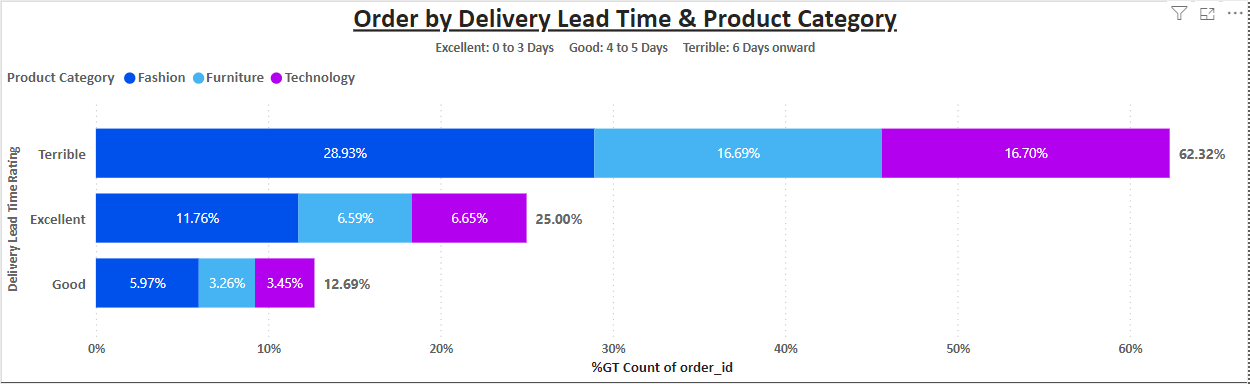 Order by Delivery Lead Time & Product Category
Excellent: 0 to 3 Days Good: 4 to 5 Days Terrible: 6 Days onward
Product Category Fashion Furniture Technology
Delivery Lead Time Rating
Terrible 28.93% 16.69% 16.70% 62.32%
Excellent 11.76% 6.59% 6.65% 25.00%
Good 5.97% 3.26% 3.45% 12.69%
0% 10% 20% 30% 40% 50% 60%
%GT Count of order_id